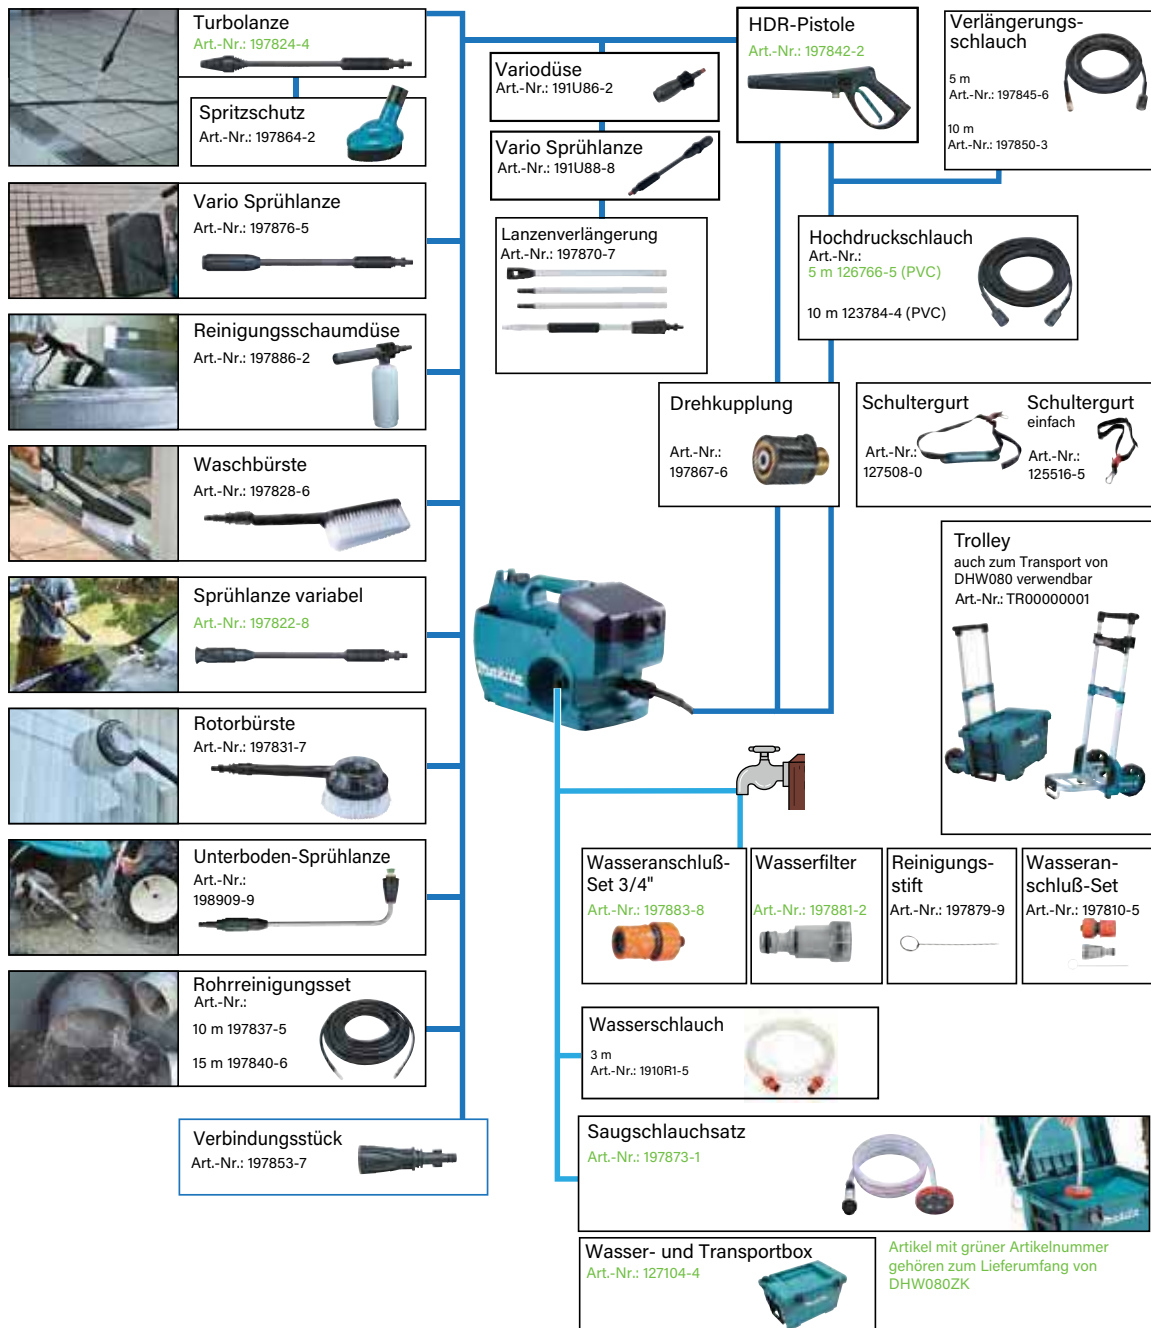 Turbolanze
Art.-Nr.: 197824-4
Spritzschutz
Art.-Nr.: 197864-2
Vario Sprühlanze
Art.-Nr.: 197876-5
Reinigungsschaumdüse
Art.-Nr.: 197886-2
Waschbürste
Art.-Nr.: 197828-6
Sprühlanze variabel
Art.-Nr.: 197822-8
Rotorbürste
Art.-Nr.: 197831-7
Unterboden-Sprühlanze
Art.-Nr.:
198909-9
Rohrreinigungsset
Art.-Nr.:
10 m 197837-5
15 m 197840-6
Verbindungsstück
Art.-Nr.: 197853-7
Variodüse
Art.-Nr.: 191U86-2
Vario Sprühlanze
Art.-Nr.: 191U88-8
Lanzenverlängerung
Art.-Nr.: 197870-7
HDR-Pistole
Art.-Nr.: 197842-2
Verlängerungs-
schlauch
5 m
Art.-Nr.: 197845-6
10 m
Art.-Nr.: 197850-3
Hochdruckschlauch
Art.-Nr.:
5 m 126766-5 (PVC)
10 m 123784-4 (PVC)
Drehkupplung
Art.-Nr.:
197867-6
Schultergurt
Art.-Nr.:
127508-0
Schultergurt
einfach
Art.-Nr.:
125516-5
Trolley
auch zum Transport von
DHW080 verwendbar
Art.-Nr.: TR00000001
makita
Wasseranschluß-
Set 3/4"
Art.-Nr.: 197883-8
Wasserfilter
Art.-Nr.: 197881-2
Reinigungs-
stift
Art.-Nr.: 197879-9
Wasseran-
schluß-Set
Art.-Nr.: 197810-5
Wasserschlauch
3 m
Art.-Nr.: 1910R1-5
Saugschlauchsatz
Art.-Nr.: 197873-1
makita
Wasser- und Transportbox
Art.-Nr.: 127104-4
Artikel mit grüner Artikelnummer
gehören zum Lieferumfang von
DHW080ZK